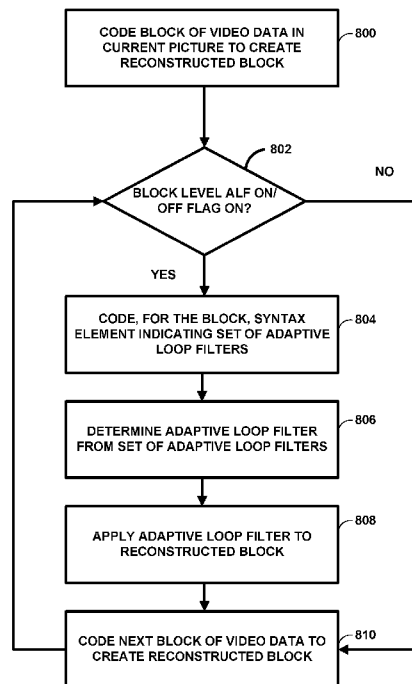 CODE BLOCK OF VIDEO DATA IN
CURRENT PICTURE TO CREATE
RECONSTRUCTED BLOCK
800
802
BLOCK LEVEL ALF ON/
OFF FLAG ON?
NO
YES
CODE, FOR THE BLOCK, SYNTAX
ELEMENT INDICATING SET OF ADAPTIVE
LOOP FILTERS
804
DETERMINE ADAPTIVE LOOP FILTER
FROM SET OF ADAPTIVE LOOP FILTERS
806
APPLY ADAPTIVE LOOP FILTER TO
RECONSTRUCTED BLOCK
808
CODE NEXT BLOCK OF VIDEO DATA TO
CREATE RECONSTRUCTED BLOCK
810